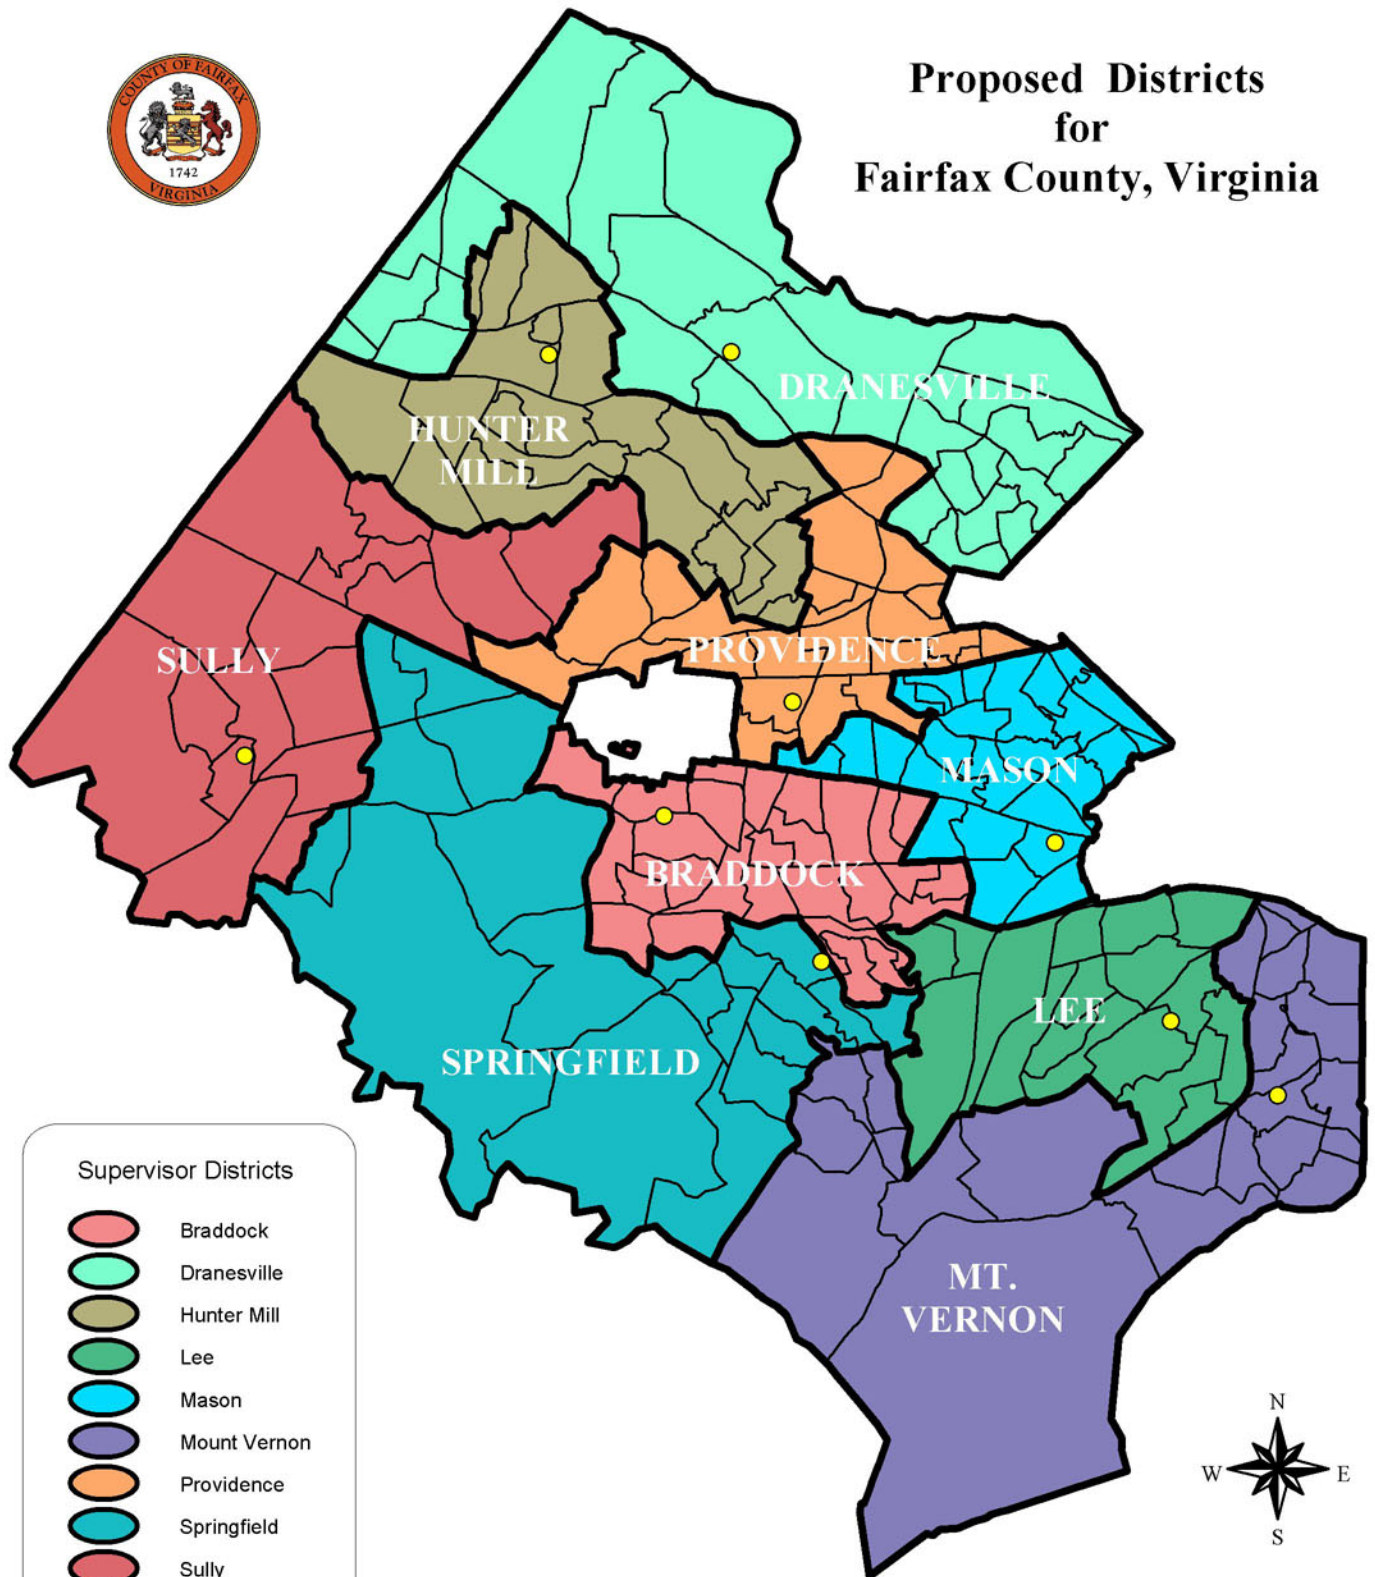 COUNTY OF FAIRFAX
1742
VIRGINIA
Proposed Districts
for
Fairfax County, Virginia
DRANESVILLE
HUNTER
MILL
SULLY
PROVIDENCE
MASON
BRADDOCK
LEE
SPRINGFIELD
MT.
VERNON
Supervisor Districts
Braddock
Dranesville
Hunter Mill
Lee
Mason
Mount Vernon
Providence
Springfield
Sully
N
W E
S